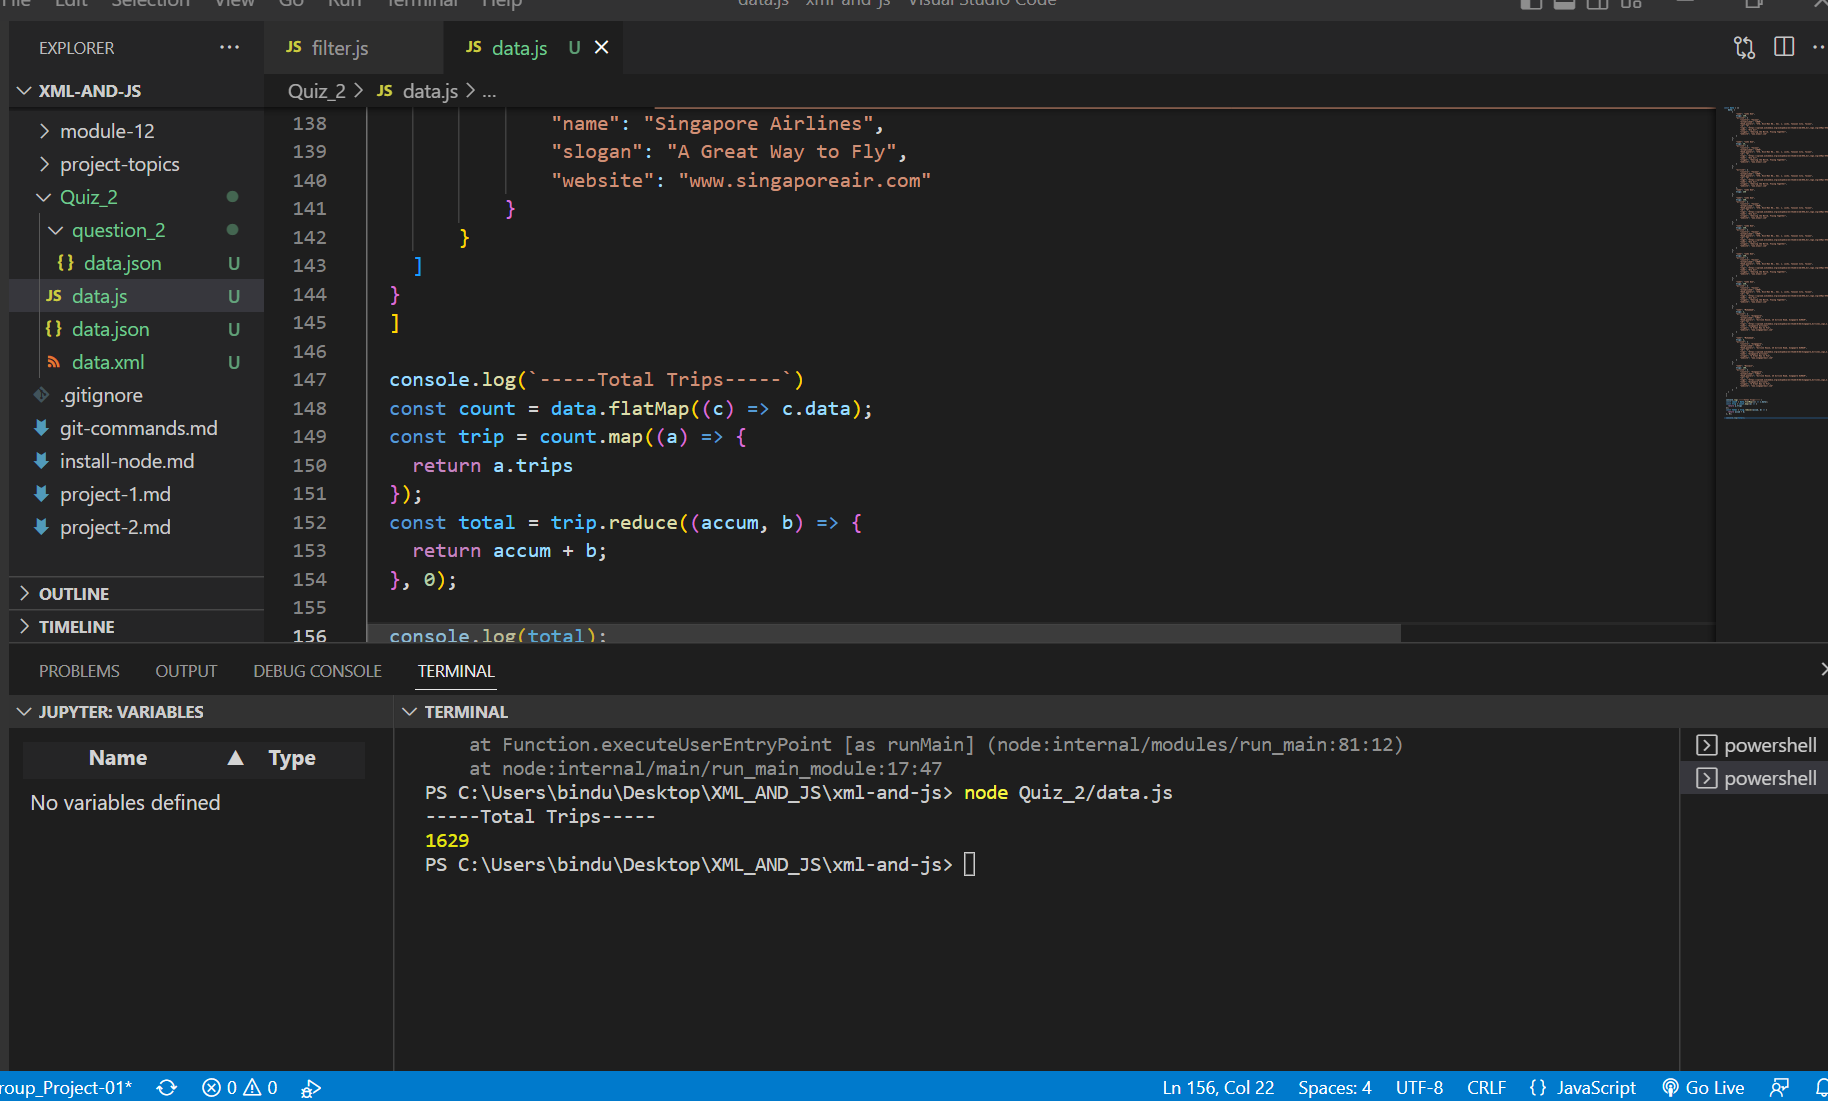 File Edit Selection View Go Run Terminal Help data.js - xml-and-js - Visual Studio Code
EXPLORER ···
JS filter.js
JS data.js U
XML-AND-JS
Quiz_2 > JS data.js > ...
module-12
project-topics
Quiz_2
question_2
{} data.json U
JS data.js U
{} data.json U
data.xml U
.gitignore
git-commands.md
install-node.md
project-1.md
project-2.md
OUTLINE
TIMELINE
138 "name": "Singapore Airlines",
139 "slogan": "A Great Way to Fly",
140 "website": "www.singaporeair.com"
141 }
142 }
143 ]
144 }
145 ]
146
147 console.log(`-----Total Trips-----`)
148 const count = data.flatMap((c) => c.data);
149 const trip = count.map((a) => {
150 return a.trips
151 });
152 const total = trip.reduce((accum, b) => {
153 return accum + b;
154 }, 0);
155
156 console.log(total);
PROBLEMS OUTPUT DEBUG CONSOLE TERMINAL
JUPYTER: VARIABLES
Name Type
No variables defined
TERMINAL
at Function.executeUserEntryPoint [as runMain] (node:internal/modules/run_main:81:12)
at node:internal/main/run_main_module:17:47
PS C:\Users\bindu\Desktop\XML_AND_JS\xml-and-js> node Quiz_2/data.js
-----Total Trips-----
1629
PS C:\Users\bindu\Desktop\XML_AND_JS\xml-and-js>
powershell
powershell
roup_Project-01* 0 0 Ln 156, Col 22 Spaces: 4 UTF-8 CRLF {} JavaScript Go Live